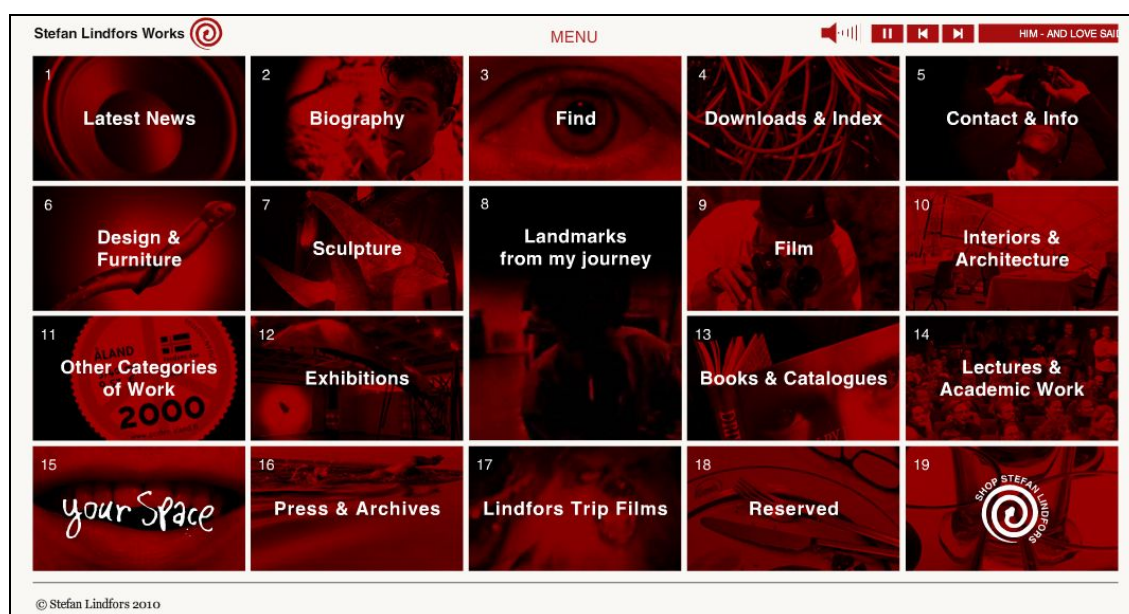 Stefan Lindfors Works
MENU
HIM - AND LOVE SAID
1
Latest News
2
Biography
3
Find
4
Downloads & Index
5
Contact & Info
6
Design &
Furniture
7
Sculpture
8
Landmarks
from my journey
9
Film
10
Interiors &
Architecture
11
ÅLAND
2000
Other Categories
of Work
12
Exhibitions
13
Books & Catalogues
14
Lectures &
Academic Work
15
your Space
16
Press & Archives
17
Lindfors Trip Films
18
Reserved
19
SHOP STEFAN LINDFORS
© Stefan Lindfors 2010